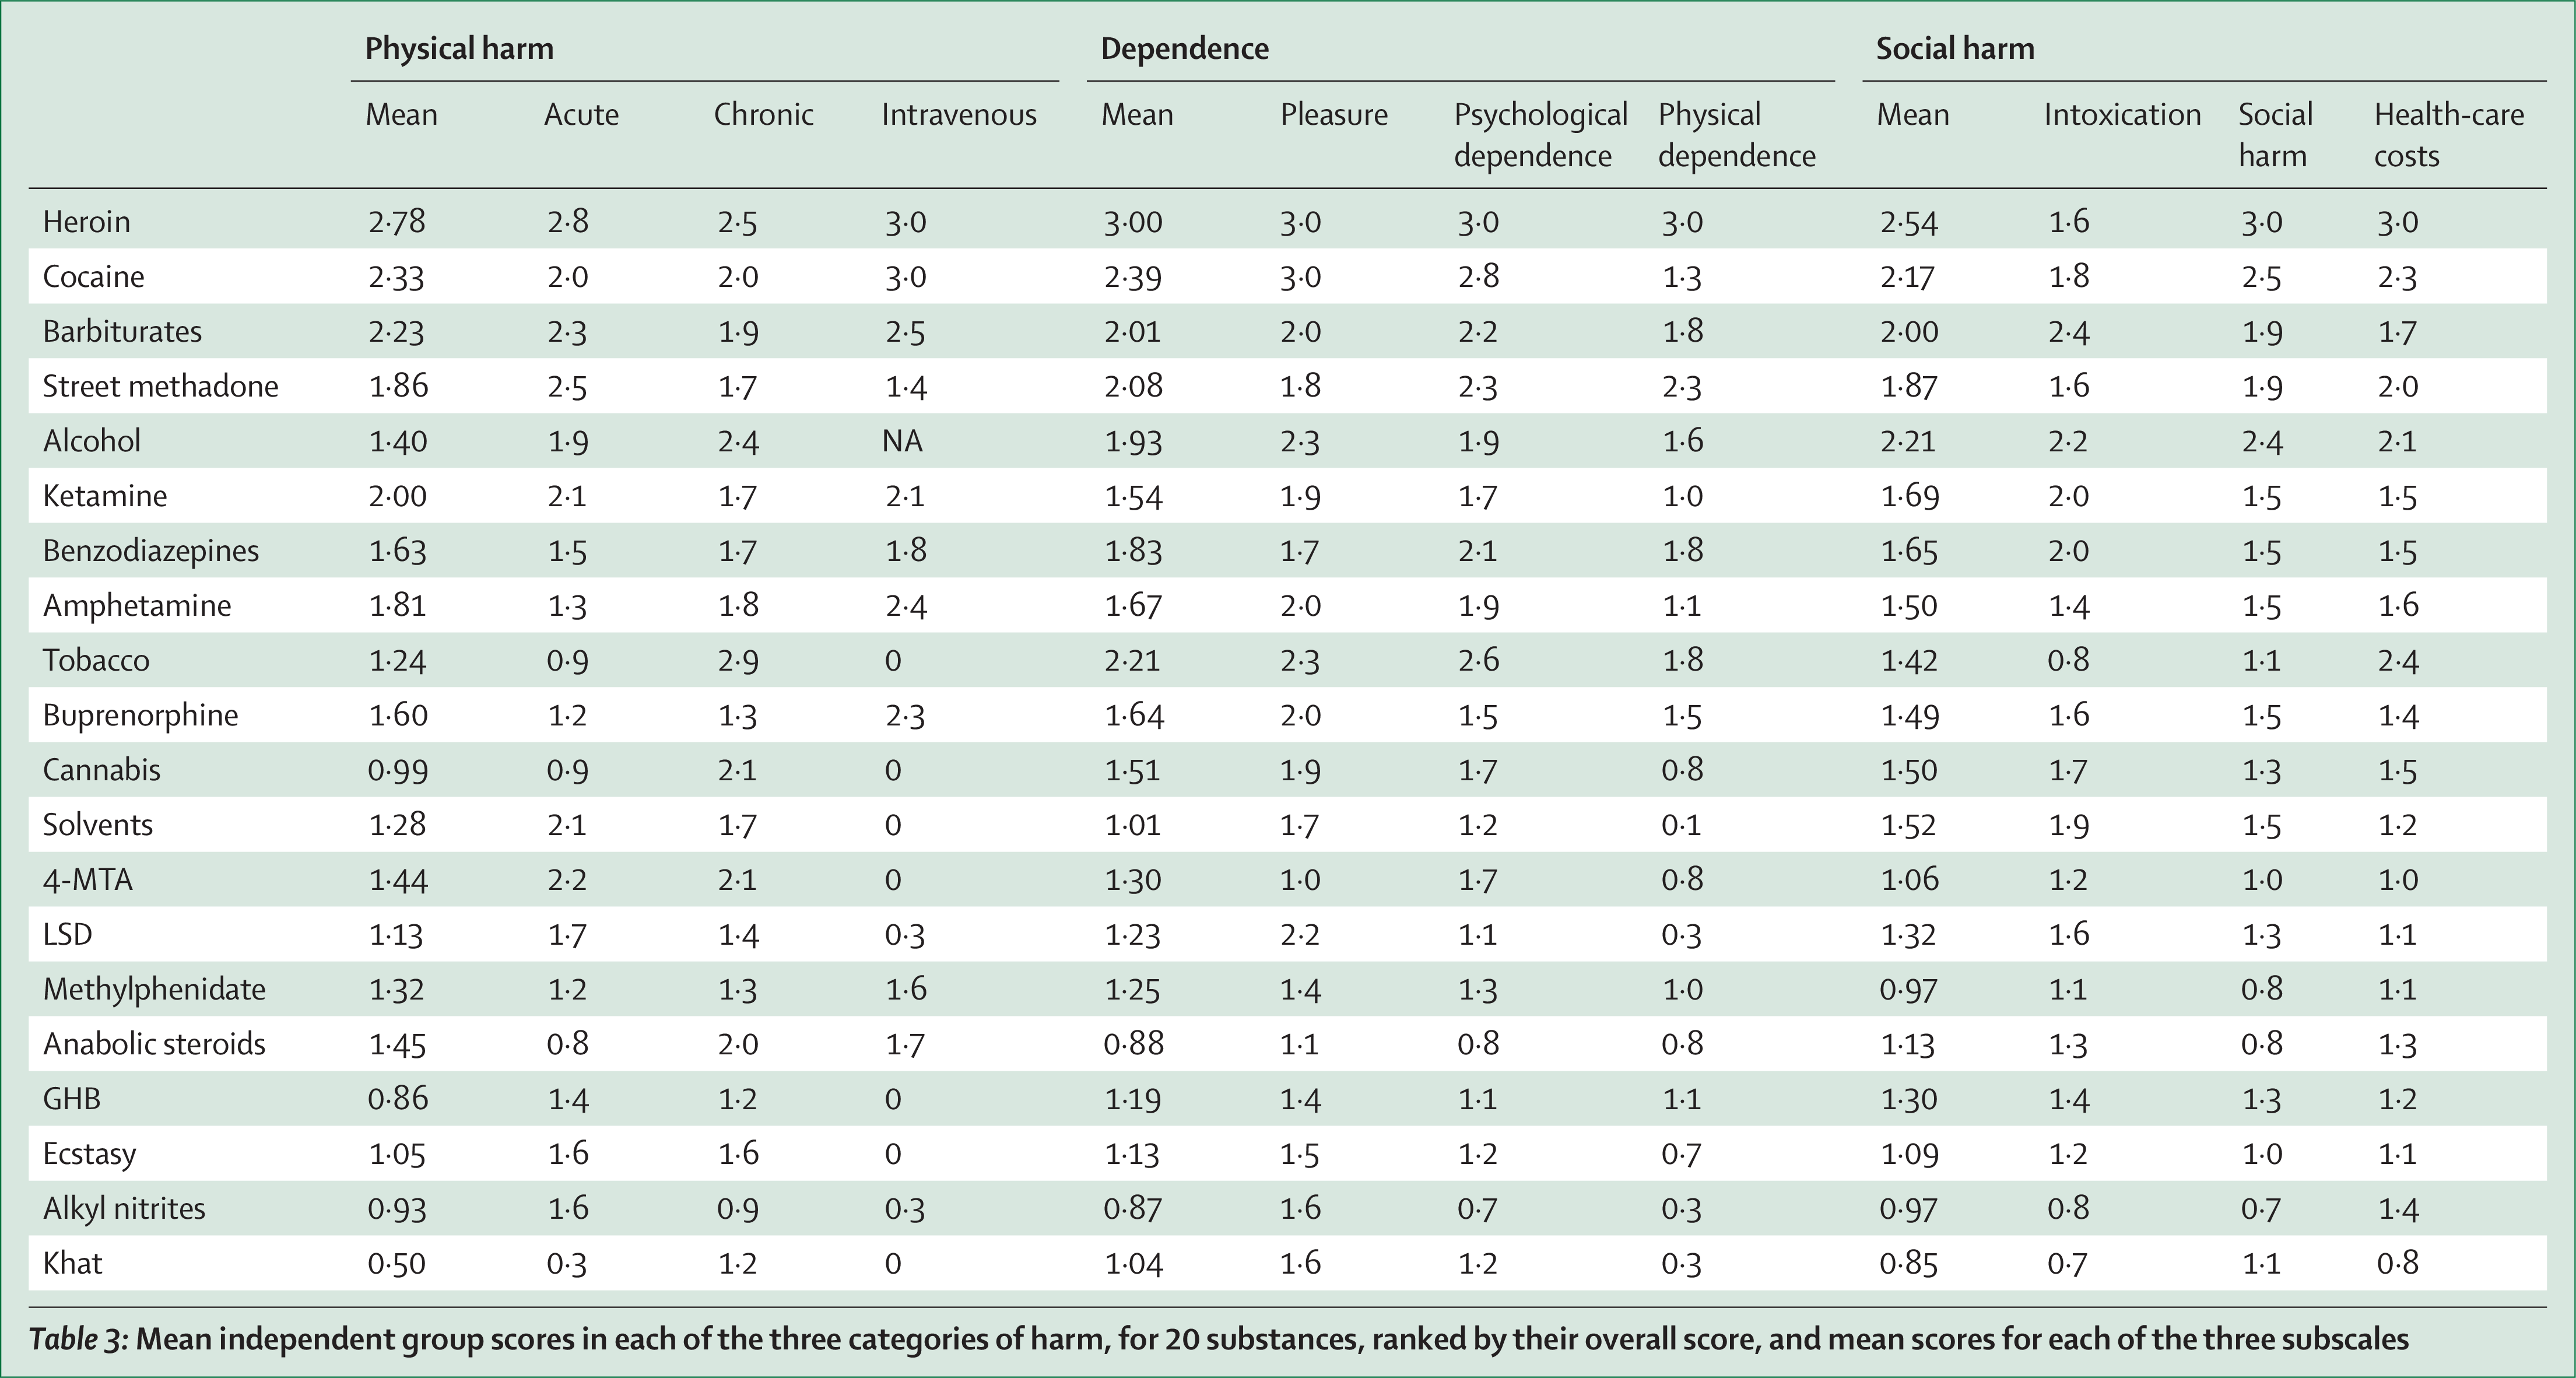 Physical harm Dependence Social harm
Mean Acute Chronic Intravenous Mean Pleasure Psychological dependence Physical dependence Mean Intoxication Social harm Health-care costs
Heroin 2·78 2·8 2·5 3·0 3·00 3·0 3·0 3·0 2·54 1·6 3·0 3·0
Cocaine 2·33 2·0 2·0 3·0 2·39 3·0 2·8 1·3 2·17 1·8 2·5 2·3
Barbiturates 2·23 2·3 1·9 2·5 2·01 2·0 2·2 1·8 2·00 2·4 1·9 1·7
Street methadone 1·86 2·5 1·7 1·4 2·08 1·8 2·3 2·3 1·87 1·6 1·9 2·0
Alcohol 1·40 1·9 2·4 NA 1·93 2·3 1·9 1·6 2·21 2·2 2·4 2·1
Ketamine 2·00 2·1 1·7 2·1 1·54 1·9 1·7 1·0 1·69 2·0 1·5 1·5
Benzodiazepines 1·63 1·5 1·7 1·8 1·83 1·7 2·1 1·8 1·65 2·0 1·5 1·5
Amphetamine 1·81 1·3 1·8 2·4 1·67 2·0 1·9 1·1 1·50 1·4 1·5 1·6
Tobacco 1·24 0·9 2·9 0 2·21 2·3 2·6 1·8 1·42 0·8 1·1 2·4
Buprenorphine 1·60 1·2 1·3 2·3 1·64 2·0 1·5 1·5 1·49 1·6 1·5 1·4
Cannabis 0·99 0·9 2·1 0 1·51 1·9 1·7 0·8 1·50 1·7 1·3 1·5
Solvents 1·28 2·1 1·7 0 1·01 1·7 1·2 0·1 1·52 1·9 1·5 1·2
4-MTA 1·44 2·2 2·1 0 1·30 1·0 1·7 0·8 1·06 1·2 1·0 1·0
LSD 1·13 1·7 1·4 0·3 1·23 2·2 1·1 0·3 1·32 1·6 1·3 1·1
Methylphenidate 1·32 1·2 1·3 1·6 1·25 1·4 1·3 1·0 0·97 1·1 0·8 1·1
Anabolic steroids 1·45 0·8 2·0 1·7 0·88 1·1 0·8 0·8 1·13 1·3 0·8 1·3
GHB 0·86 1·4 1·2 0 1·19 1·4 1·1 1·1 1·30 1·4 1·3 1·2
Ecstasy 1·05 1·6 1·6 0 1·13 1·5 1·2 0·7 1·09 1·2 1·0 1·1
Alkyl nitrites 0·93 1·6 0·9 0·3 0·87 1·6 0·7 0·3 0·97 0·8 0·7 1·4
Khat 0·50 0·3 1·2 0 1·04 1·6 1·2 0·3 0·85 0·7 1·1 0·8
Table 3: Mean independent group scores in each of the three categories of harm, for 20 substances, ranked by their overall score, and mean scores for each of the three subscales